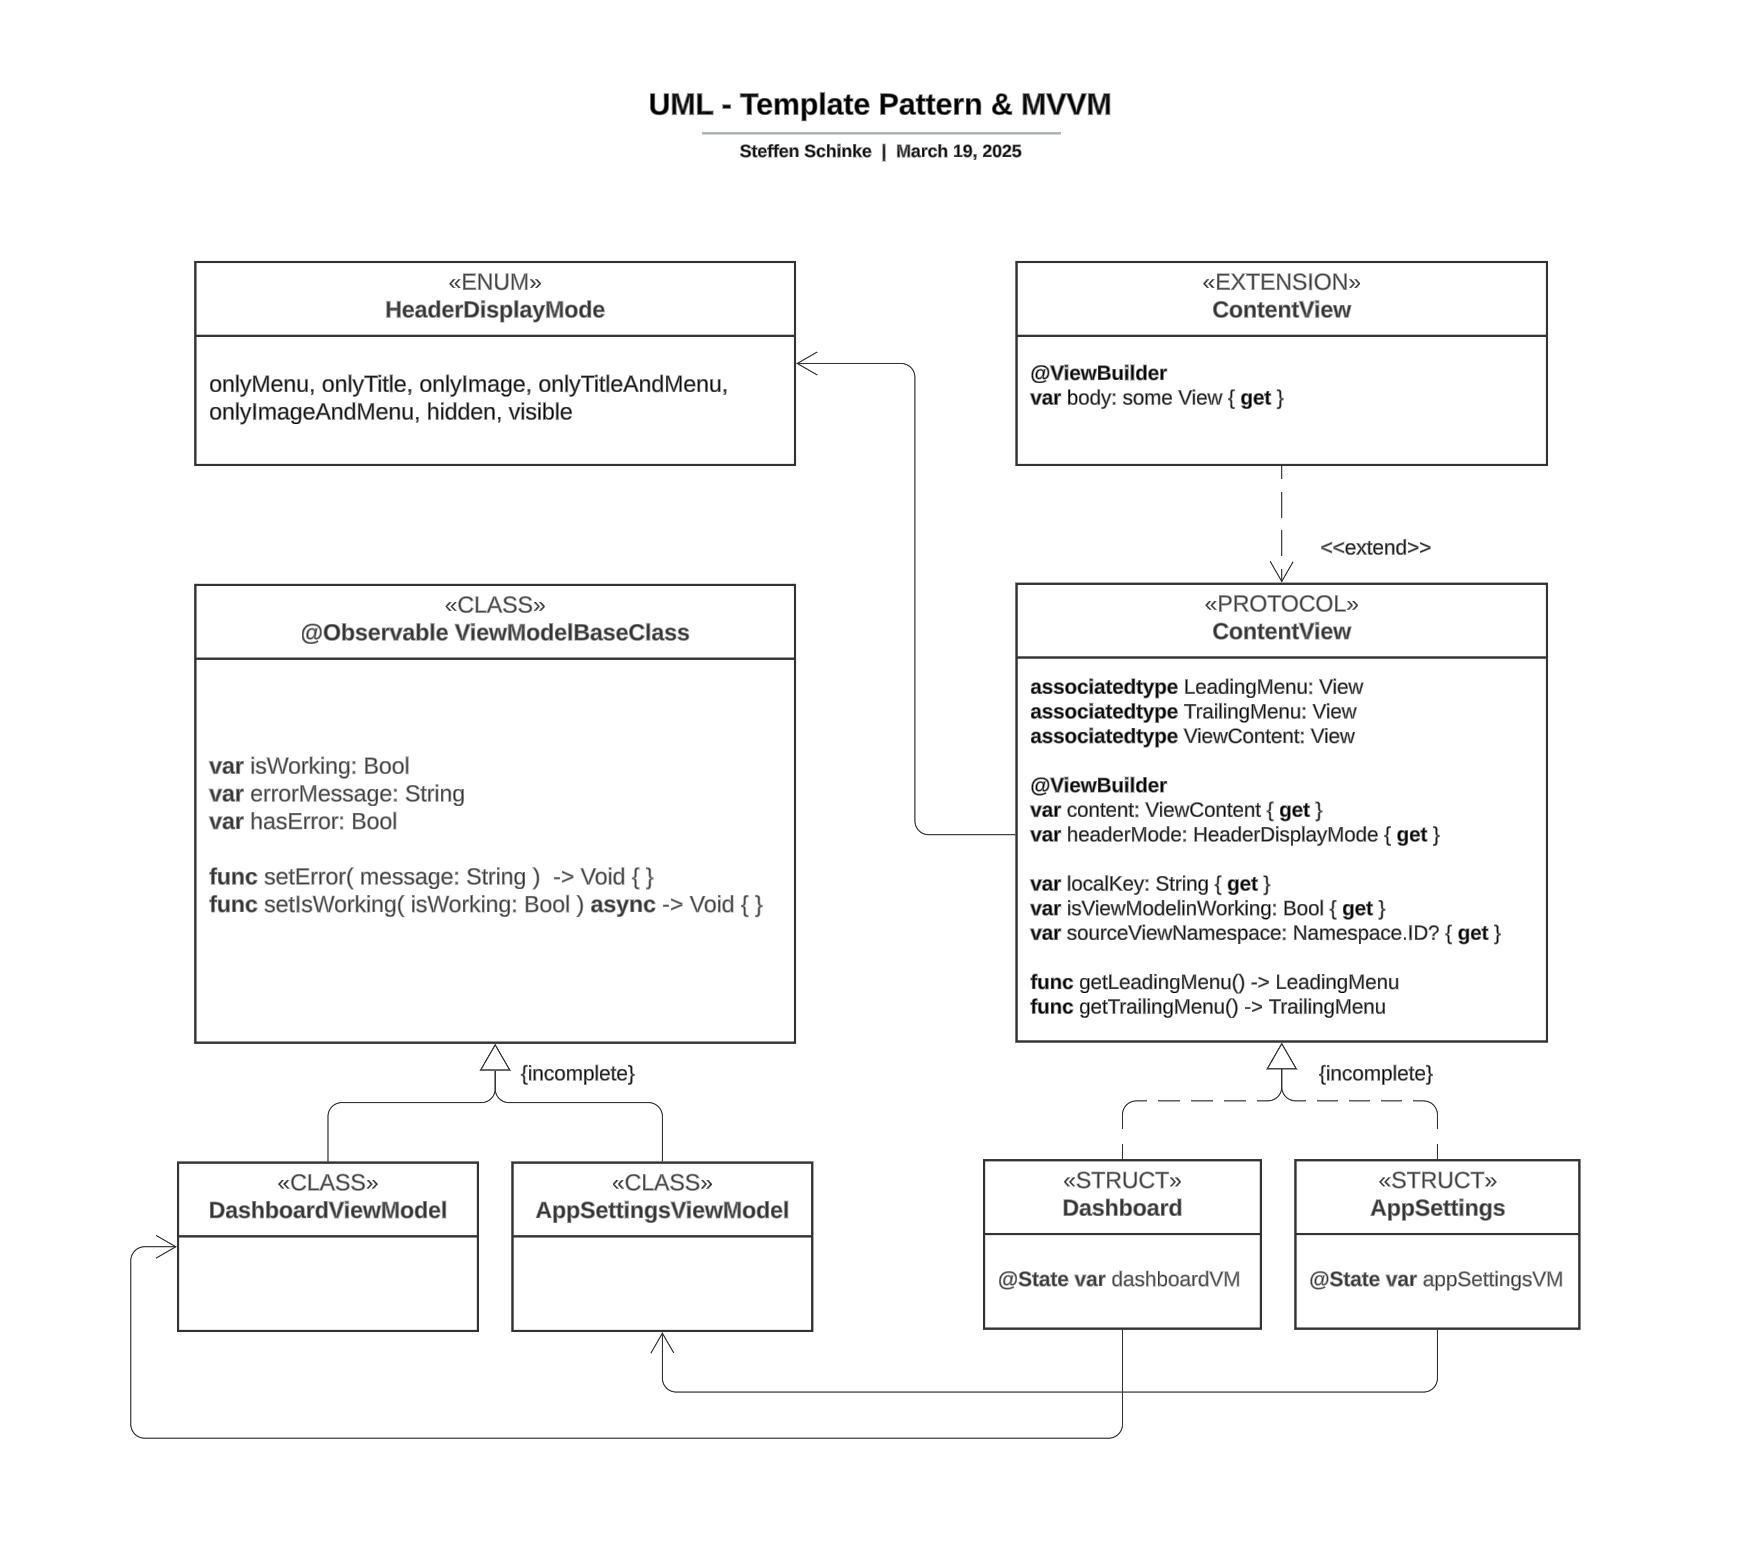 UML - Template Pattern & MVVM
Steffen Schinke | March 19, 2025
«ENUM»
HeaderDisplayMode
onlyMenu, onlyTitle, onlyImage, onlyTitleAndMenu,
onlyImageAndMenu, hidden, visible
«EXTENSION»
ContentView
@ViewBuilder
var body: some View { get }
<<extend>>
«CLASS»
@Observable ViewModelBaseClass
var isWorking: Bool
var errorMessage: String
var hasError: Bool
func setError( message: String )  -> Void { }
func setIsWorking( isWorking: Bool ) async -> Void { }
{incomplete}
«PROTOCOL»
ContentView
associatedtype LeadingMenu: View
associatedtype TrailingMenu: View
associatedtype ViewContent: View
@ViewBuilder
var content: ViewContent { get }
var headerMode: HeaderDisplayMode { get }
var localKey: String { get }
var isViewModelinWorking: Bool { get }
var sourceViewNamespace: Namespace.ID? { get }
func getLeadingMenu() -> LeadingMenu
func getTrailingMenu() -> TrailingMenu
{incomplete}
«CLASS»
DashboardViewModel
«CLASS»
AppSettingsViewModel
«STRUCT»
Dashboard
@State var dashboardVM
«STRUCT»
AppSettings
@State var appSettingsVM